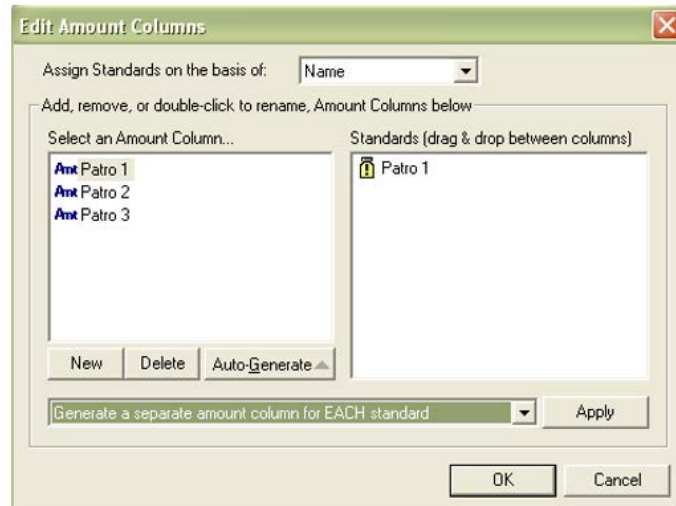 Edit Amount Columns
Assign Standards on the basis of: Name
Add, remove, or double-click to rename, Amount Columns below
Select an Amount Column...
Amt Patro 1
Amt Patro 2
Amt Patro 3
Standards (drag & drop between columns)
Patro 1
New Delete Auto-Generate
Generate a separate amount column for EACH standard Apply
OK Cancel